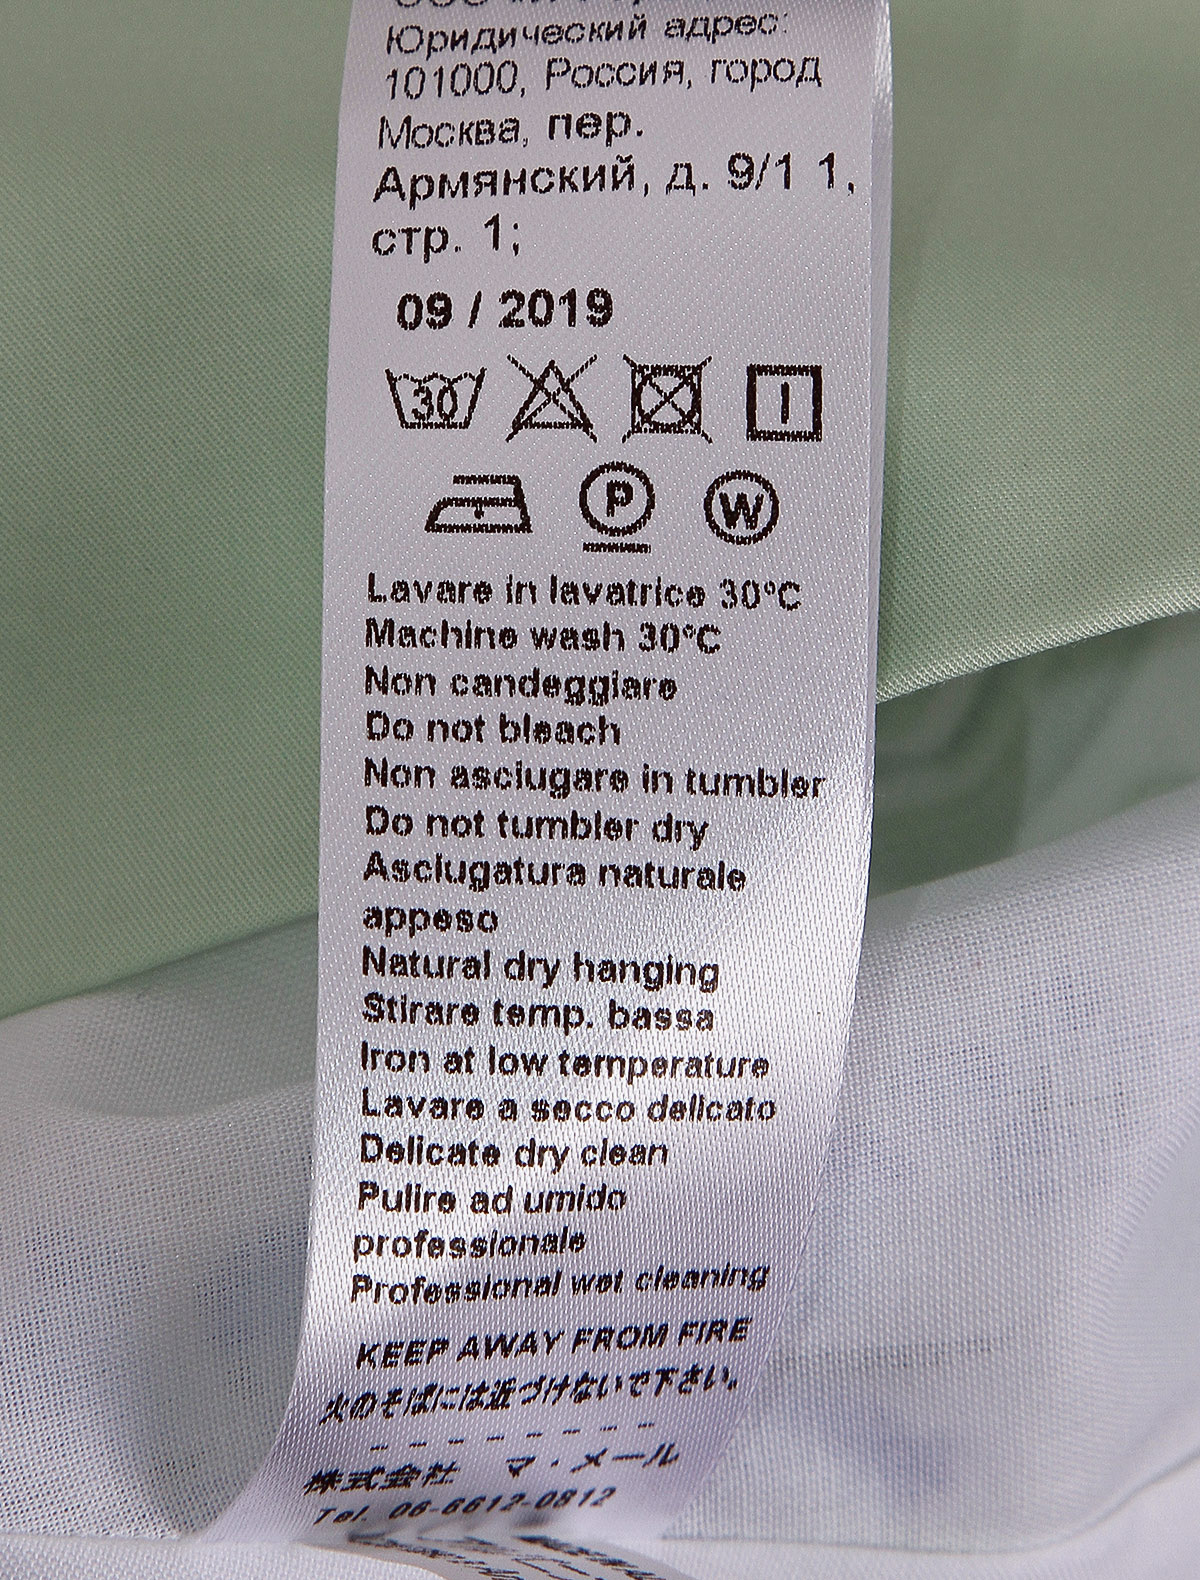 Юридический адрес:
101000, Россия, город
Москва, пер.
Армянский, д. 9/1 1,
стр. 1;
09 / 2019
30
P
W
Lavare in lavatrice 30°C
Machine wash 30°C
Non candeggiare
Do not bleach
Non asciugare in tumbler
Do not tumbler dry
Asciugatura naturale
appeso
Natural dry hanging
Stirare temp. bassa
Iron at low temperature
Lavare a secco delicato
Delicate dry clean
Pulire ad umido
professionale
Professional wet cleaning
KEEP AWAY FROM FIRE
火のそばには近づけないで下さい。
株式会社 マ・メール
Tel. 06-6612-0812